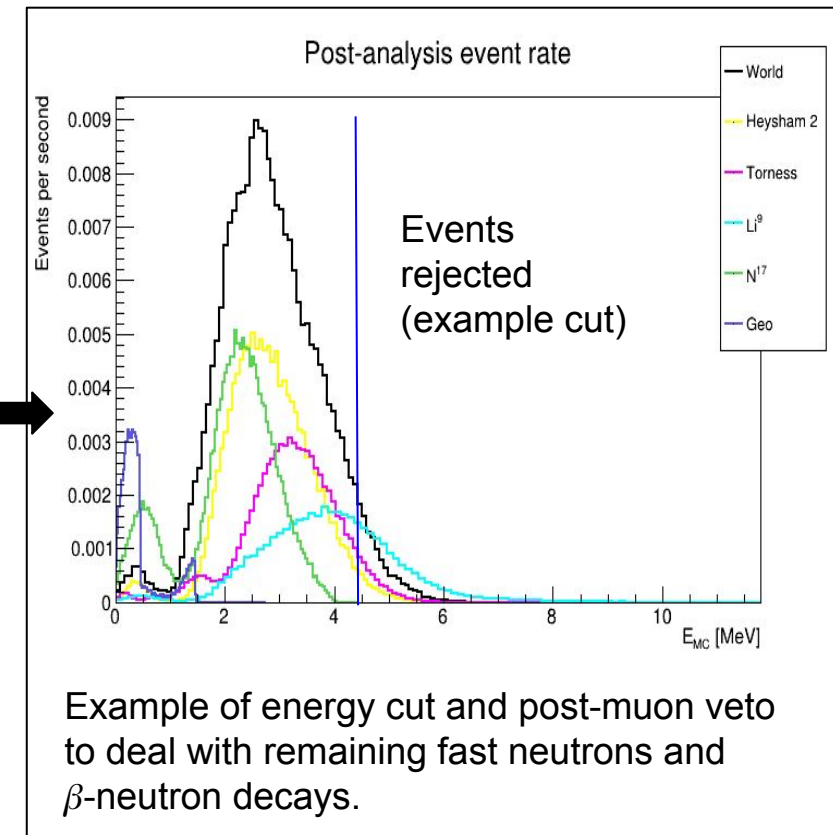 Post-analysis event rate
World
Heysham 2
Torness
Li⁹
N¹⁷
Geo
Events per second
0.009
0.008
0.007
0.006
0.005
0.004
0.003
0.002
0.001
0
Events
rejected
(example cut)
0 2 4 6 8 10
E_MC [MeV]
Example of energy cut and post-muon veto
to deal with remaining fast neutrons and
β-neutron decays.